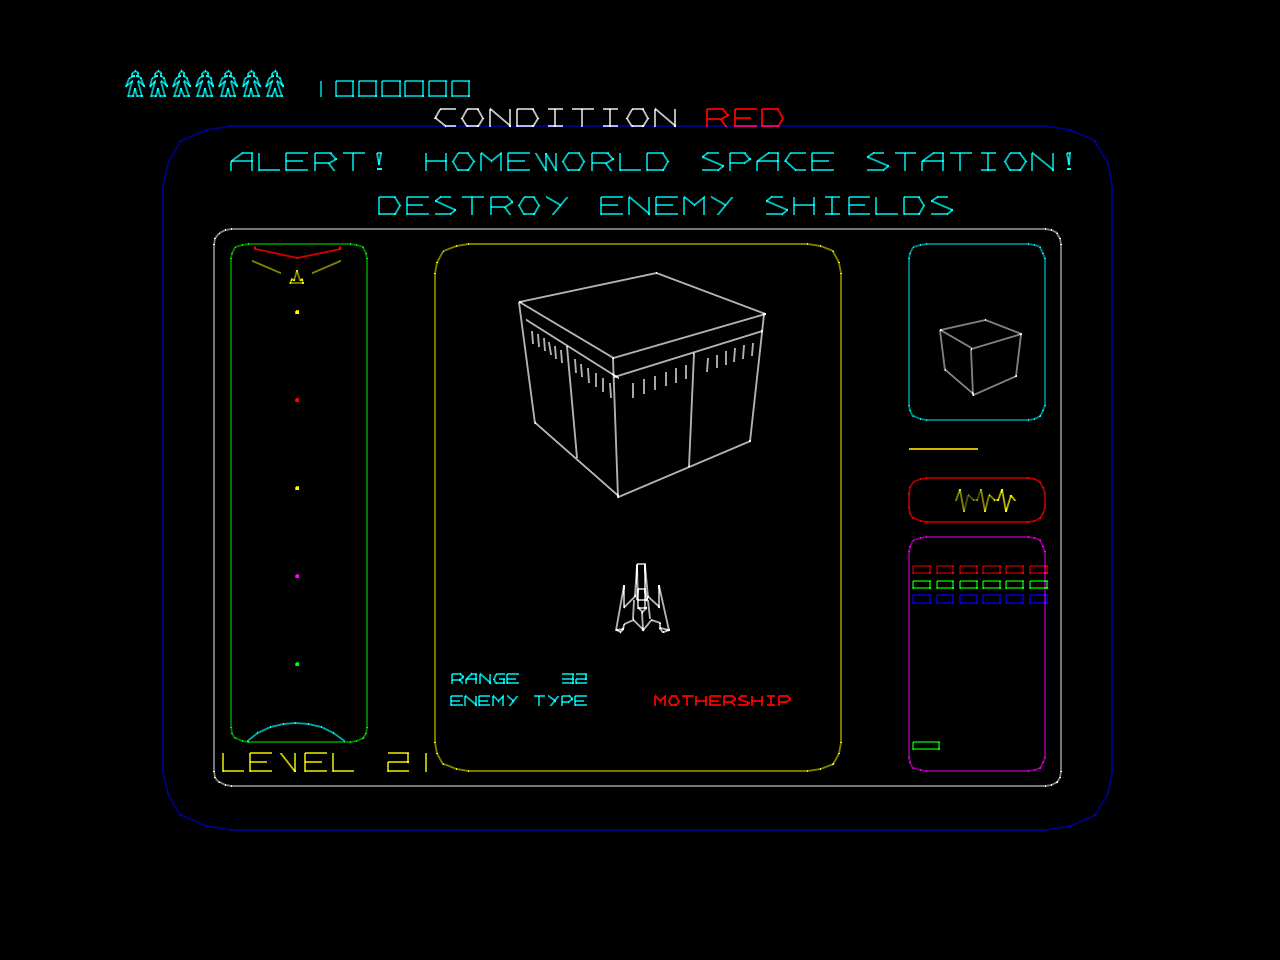 1000000
CONDITION RED
ALERT! HOMEWORLD SPACE STATION!
DESTROY ENEMY SHIELDS
RANGE 32
ENEMY TYPE MOTHERSHIP
LEVEL 21